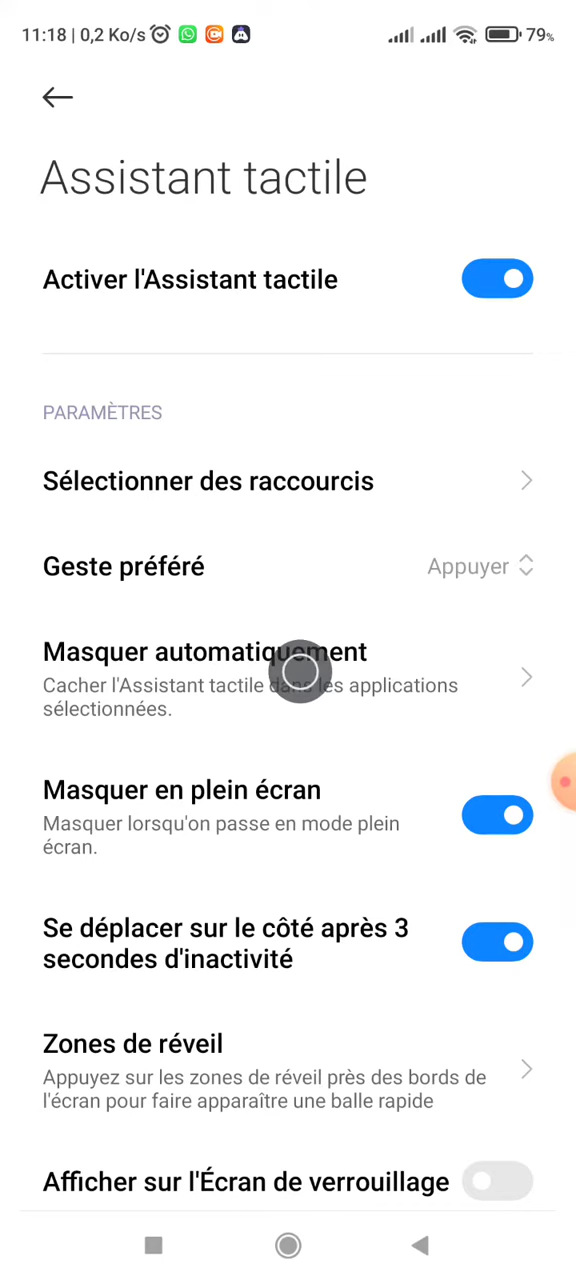 11:18 | 0,2 Ko/s 79%
Assistant tactile
Activer l'Assistant tactile
PARAMÈTRES
Sélectionner des raccourcis
Geste préféré Appuyer
Masquer automatiquement
Cacher l'Assistant tactile dans les applications
sélectionnées.
Masquer en plein écran
Masquer lorsqu'on passe en mode plein
écran.
Se déplacer sur le côté après 3
secondes d'inactivité
Zones de réveil
Appuyez sur les zones de réveil près des bords de
l'écran pour faire apparaître une balle rapide
Afficher sur l'Écran de verrouillage